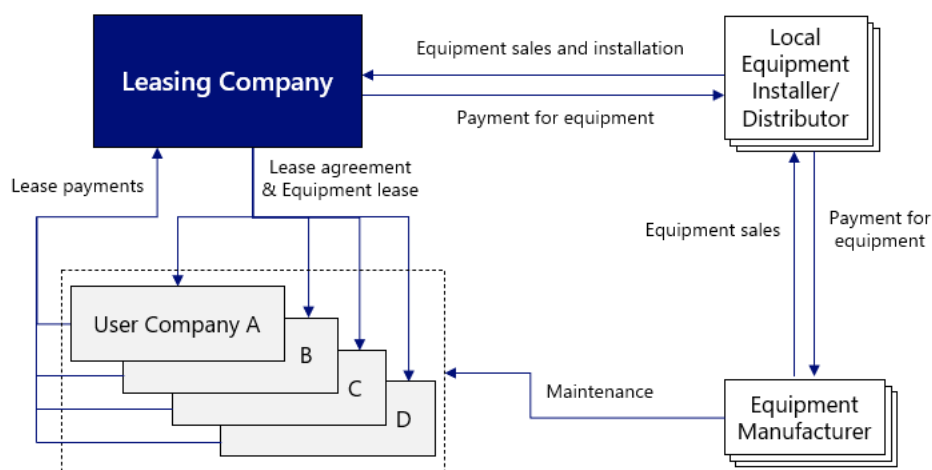 Leasing Company
Equipment sales and installation
Payment for equipment
Local
Equipment
Installer/
Distributor
Lease payments
Lease agreement
& Equipment lease
Equipment sales
Payment for
equipment
User Company A
B
C
D
Maintenance
Equipment
Manufacturer